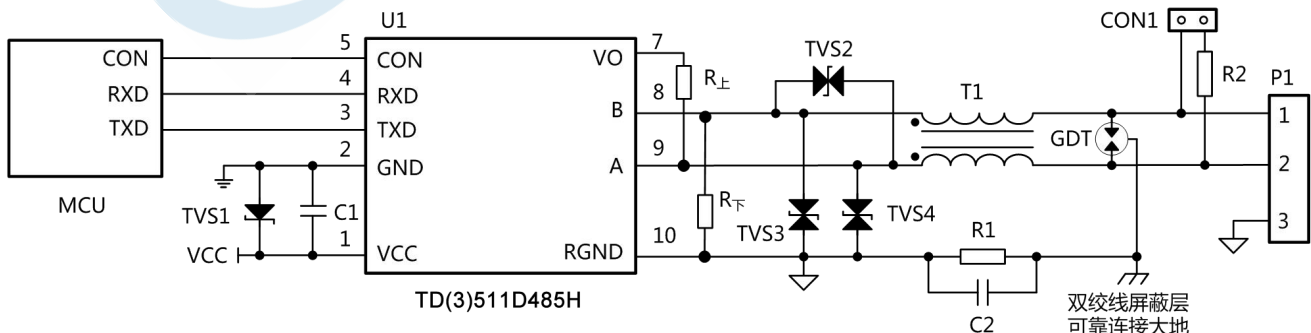 U1
CON1
MCU
CON
RXD
TXD
5
4
3
2
1
CON
RXD
TXD
GND
VCC
VO
B
A
RGND
7
8
9
10
TD(3)511D485H
TVS1
C1
VCC
R上
R下
TVS2
TVS3
TVS4
T1
GDT
R1
C2
R2
P1
1
2
3
双绞线屏蔽层
可靠连接大地